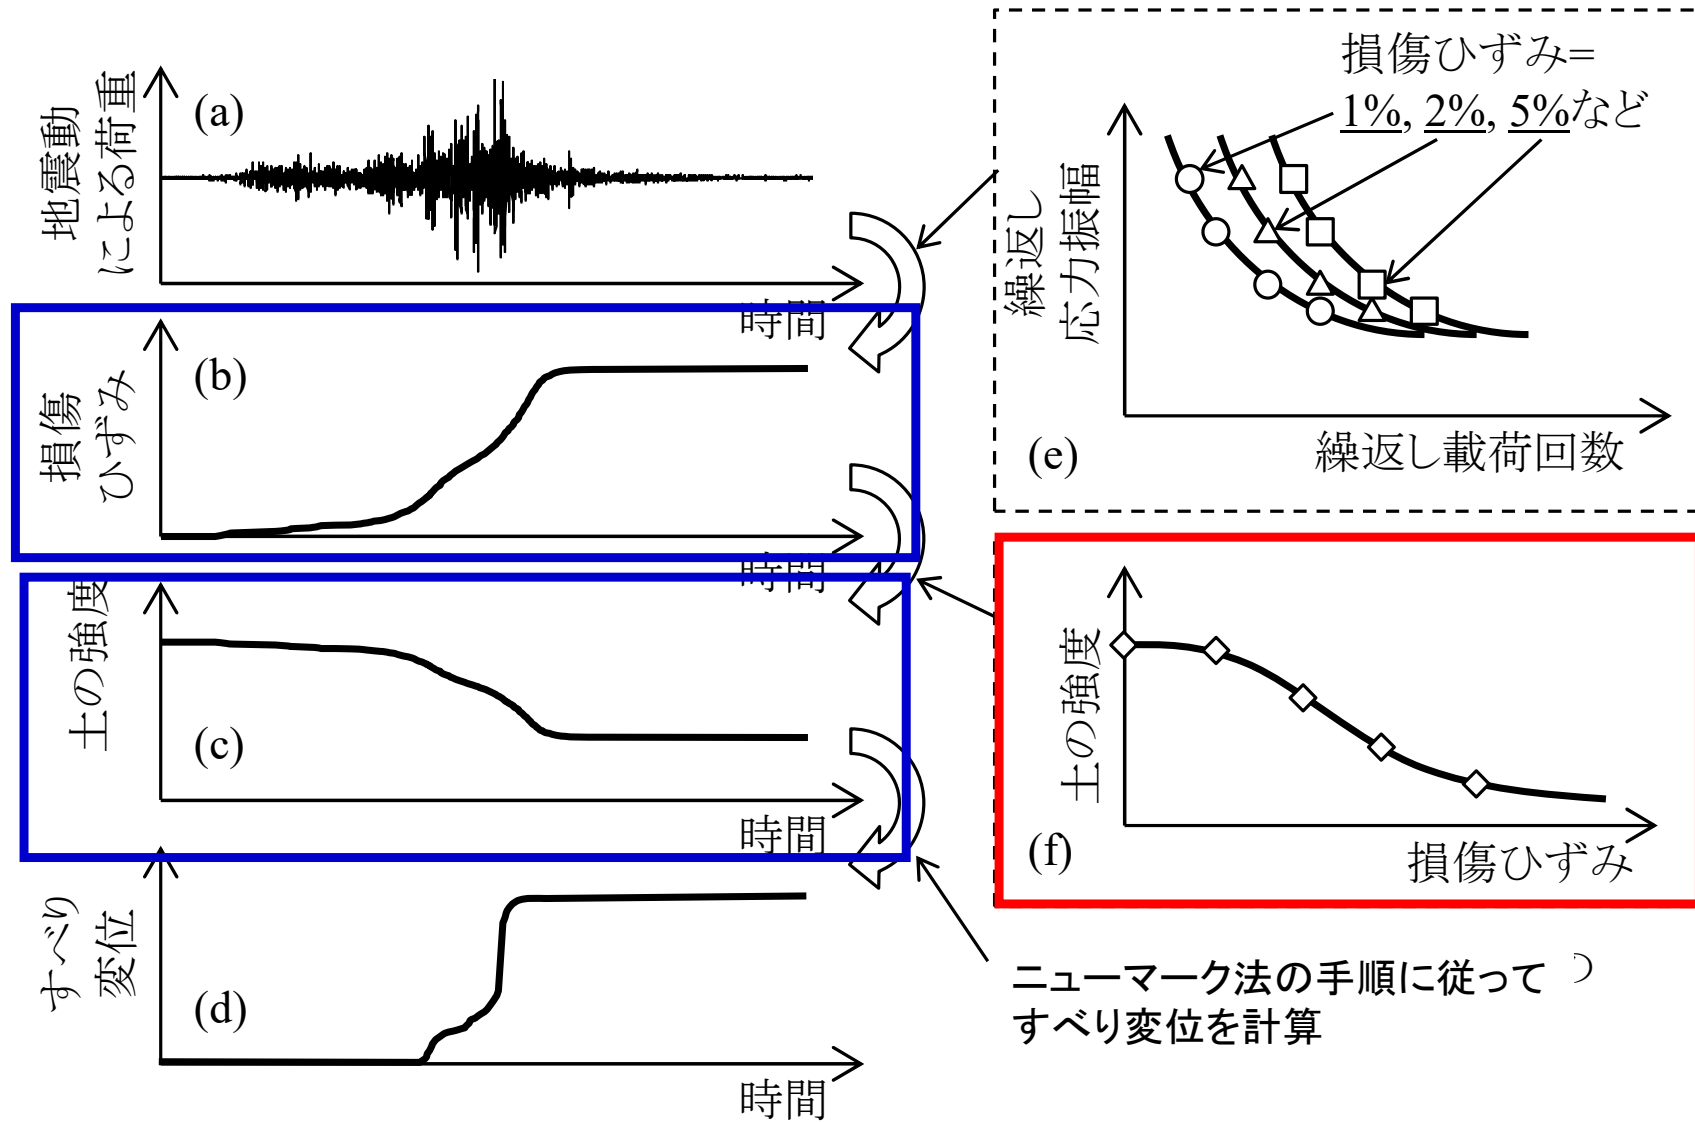 地震動
による荷重
(a)
時間
損傷
ひずみ
(b)
時間
土の強度
(c)
時間
すべり
変位
(d)
時間
損傷ひずみ=
1%, 2%, 5%など
繰返し
応力振幅
(e)
繰返し載荷回数
土の強度
(f)
損傷ひずみ
ニューマーク法の手順に従って
すべり変位を計算